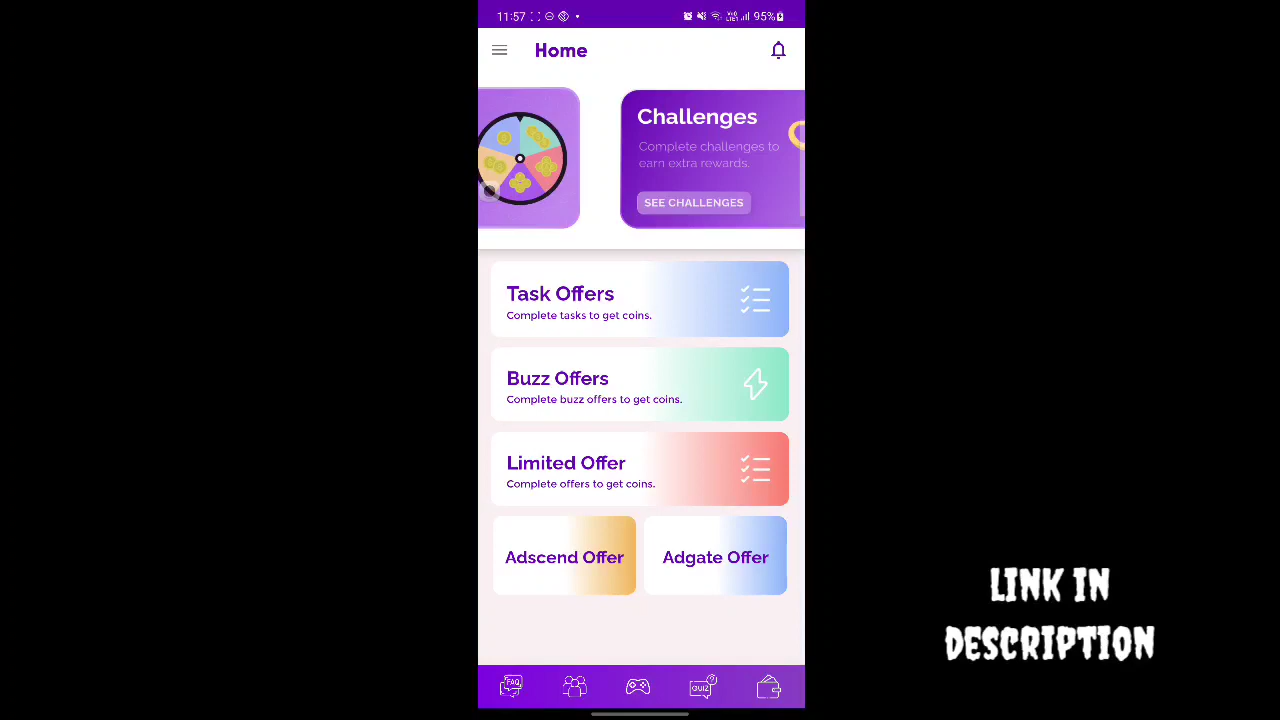 11:57
95%
Home
Challenges
Complete challenges to
earn extra rewards.
SEE CHALLENGES
Task Offers
Complete tasks to get coins.
Buzz Offers
Complete buzz offers to get coins.
Limited Offer
Complete offers to get coins.
Adscend Offer
Adgate Offer
LINK IN
DESCRIPTION
FAQ
QUIZ
?